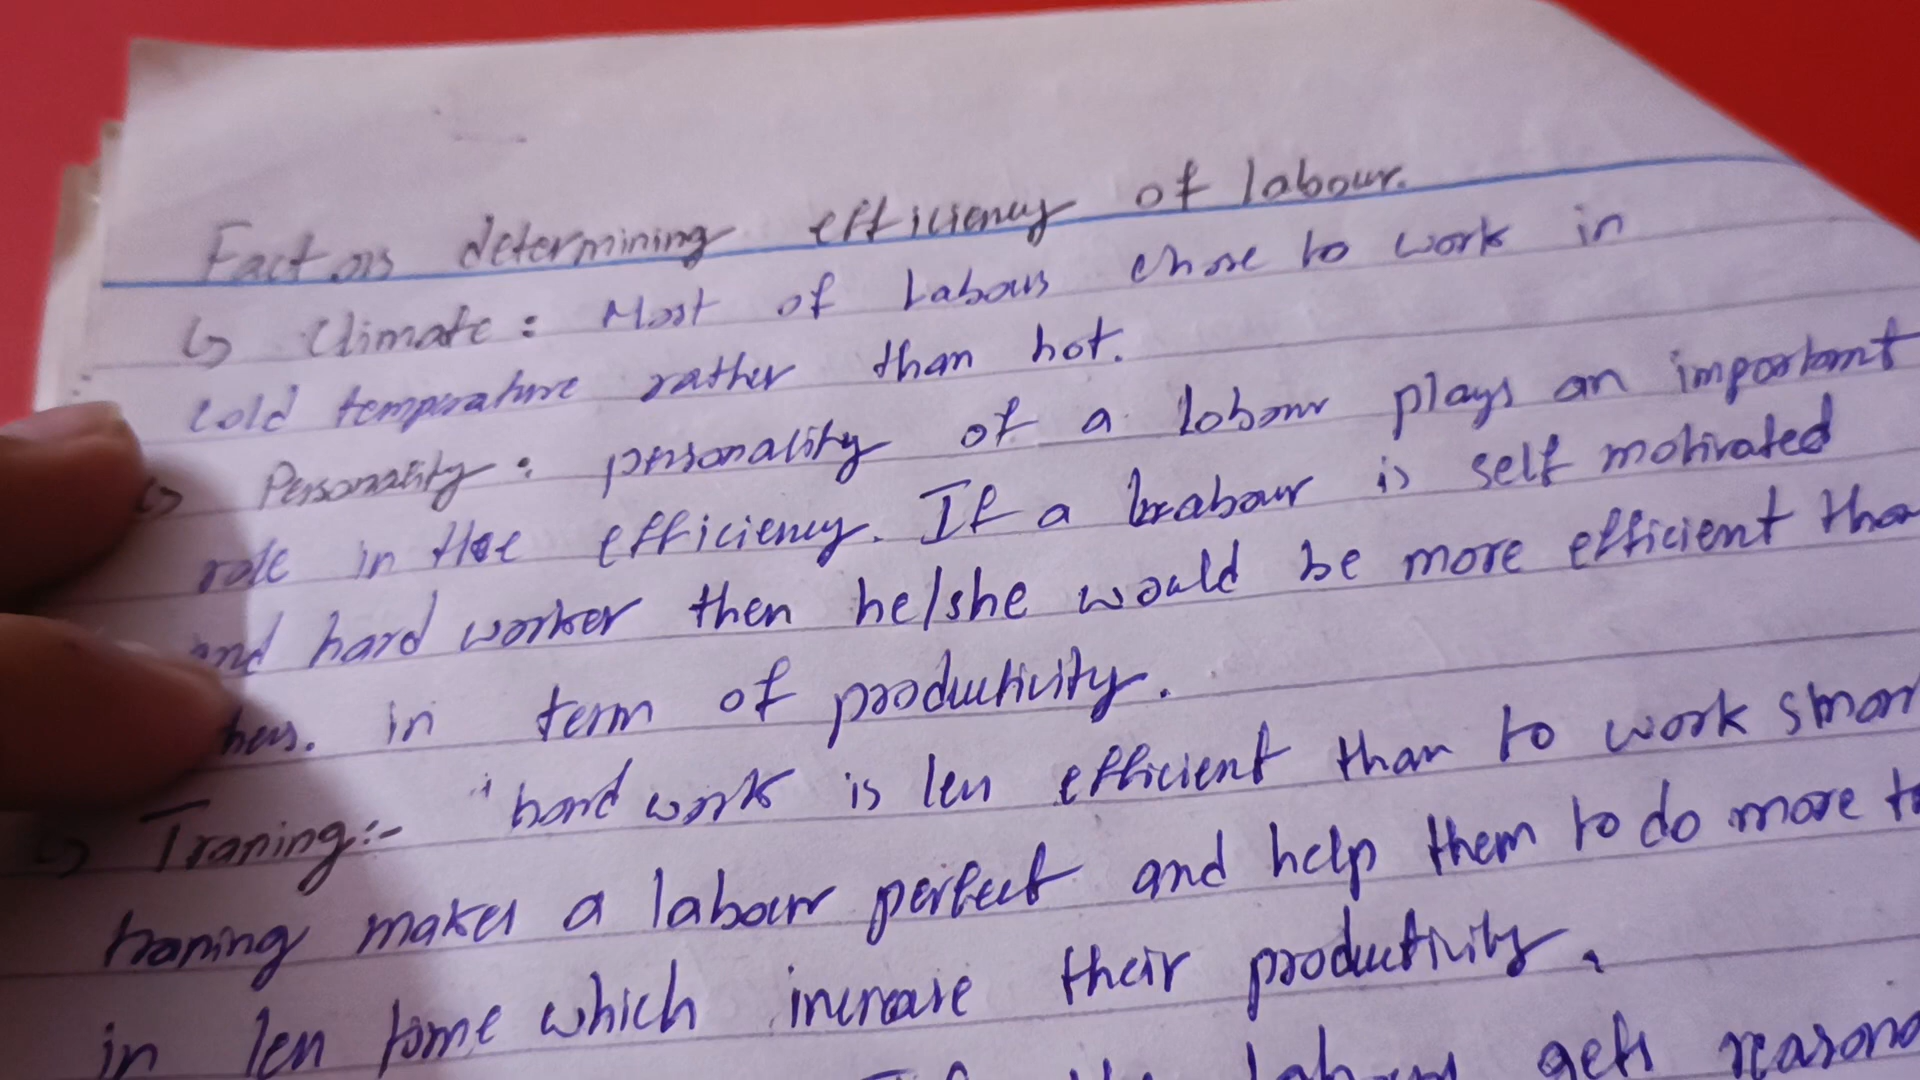 Factors determining efficiency of labour.
↳ Climate: Most of Labours chose to work in
cold temperature rather than hot.
↳ Personality: personality of a labour plays an important
role in the efficiency. If a labour is self motivated
and hard worker then he/she would be more efficient than
in term of productivity.
↳ Traning:- "hard work is less efficient than to work smart
traning makes a labour perfect and help them to do more
in less time which increase their productivity.
labour gets